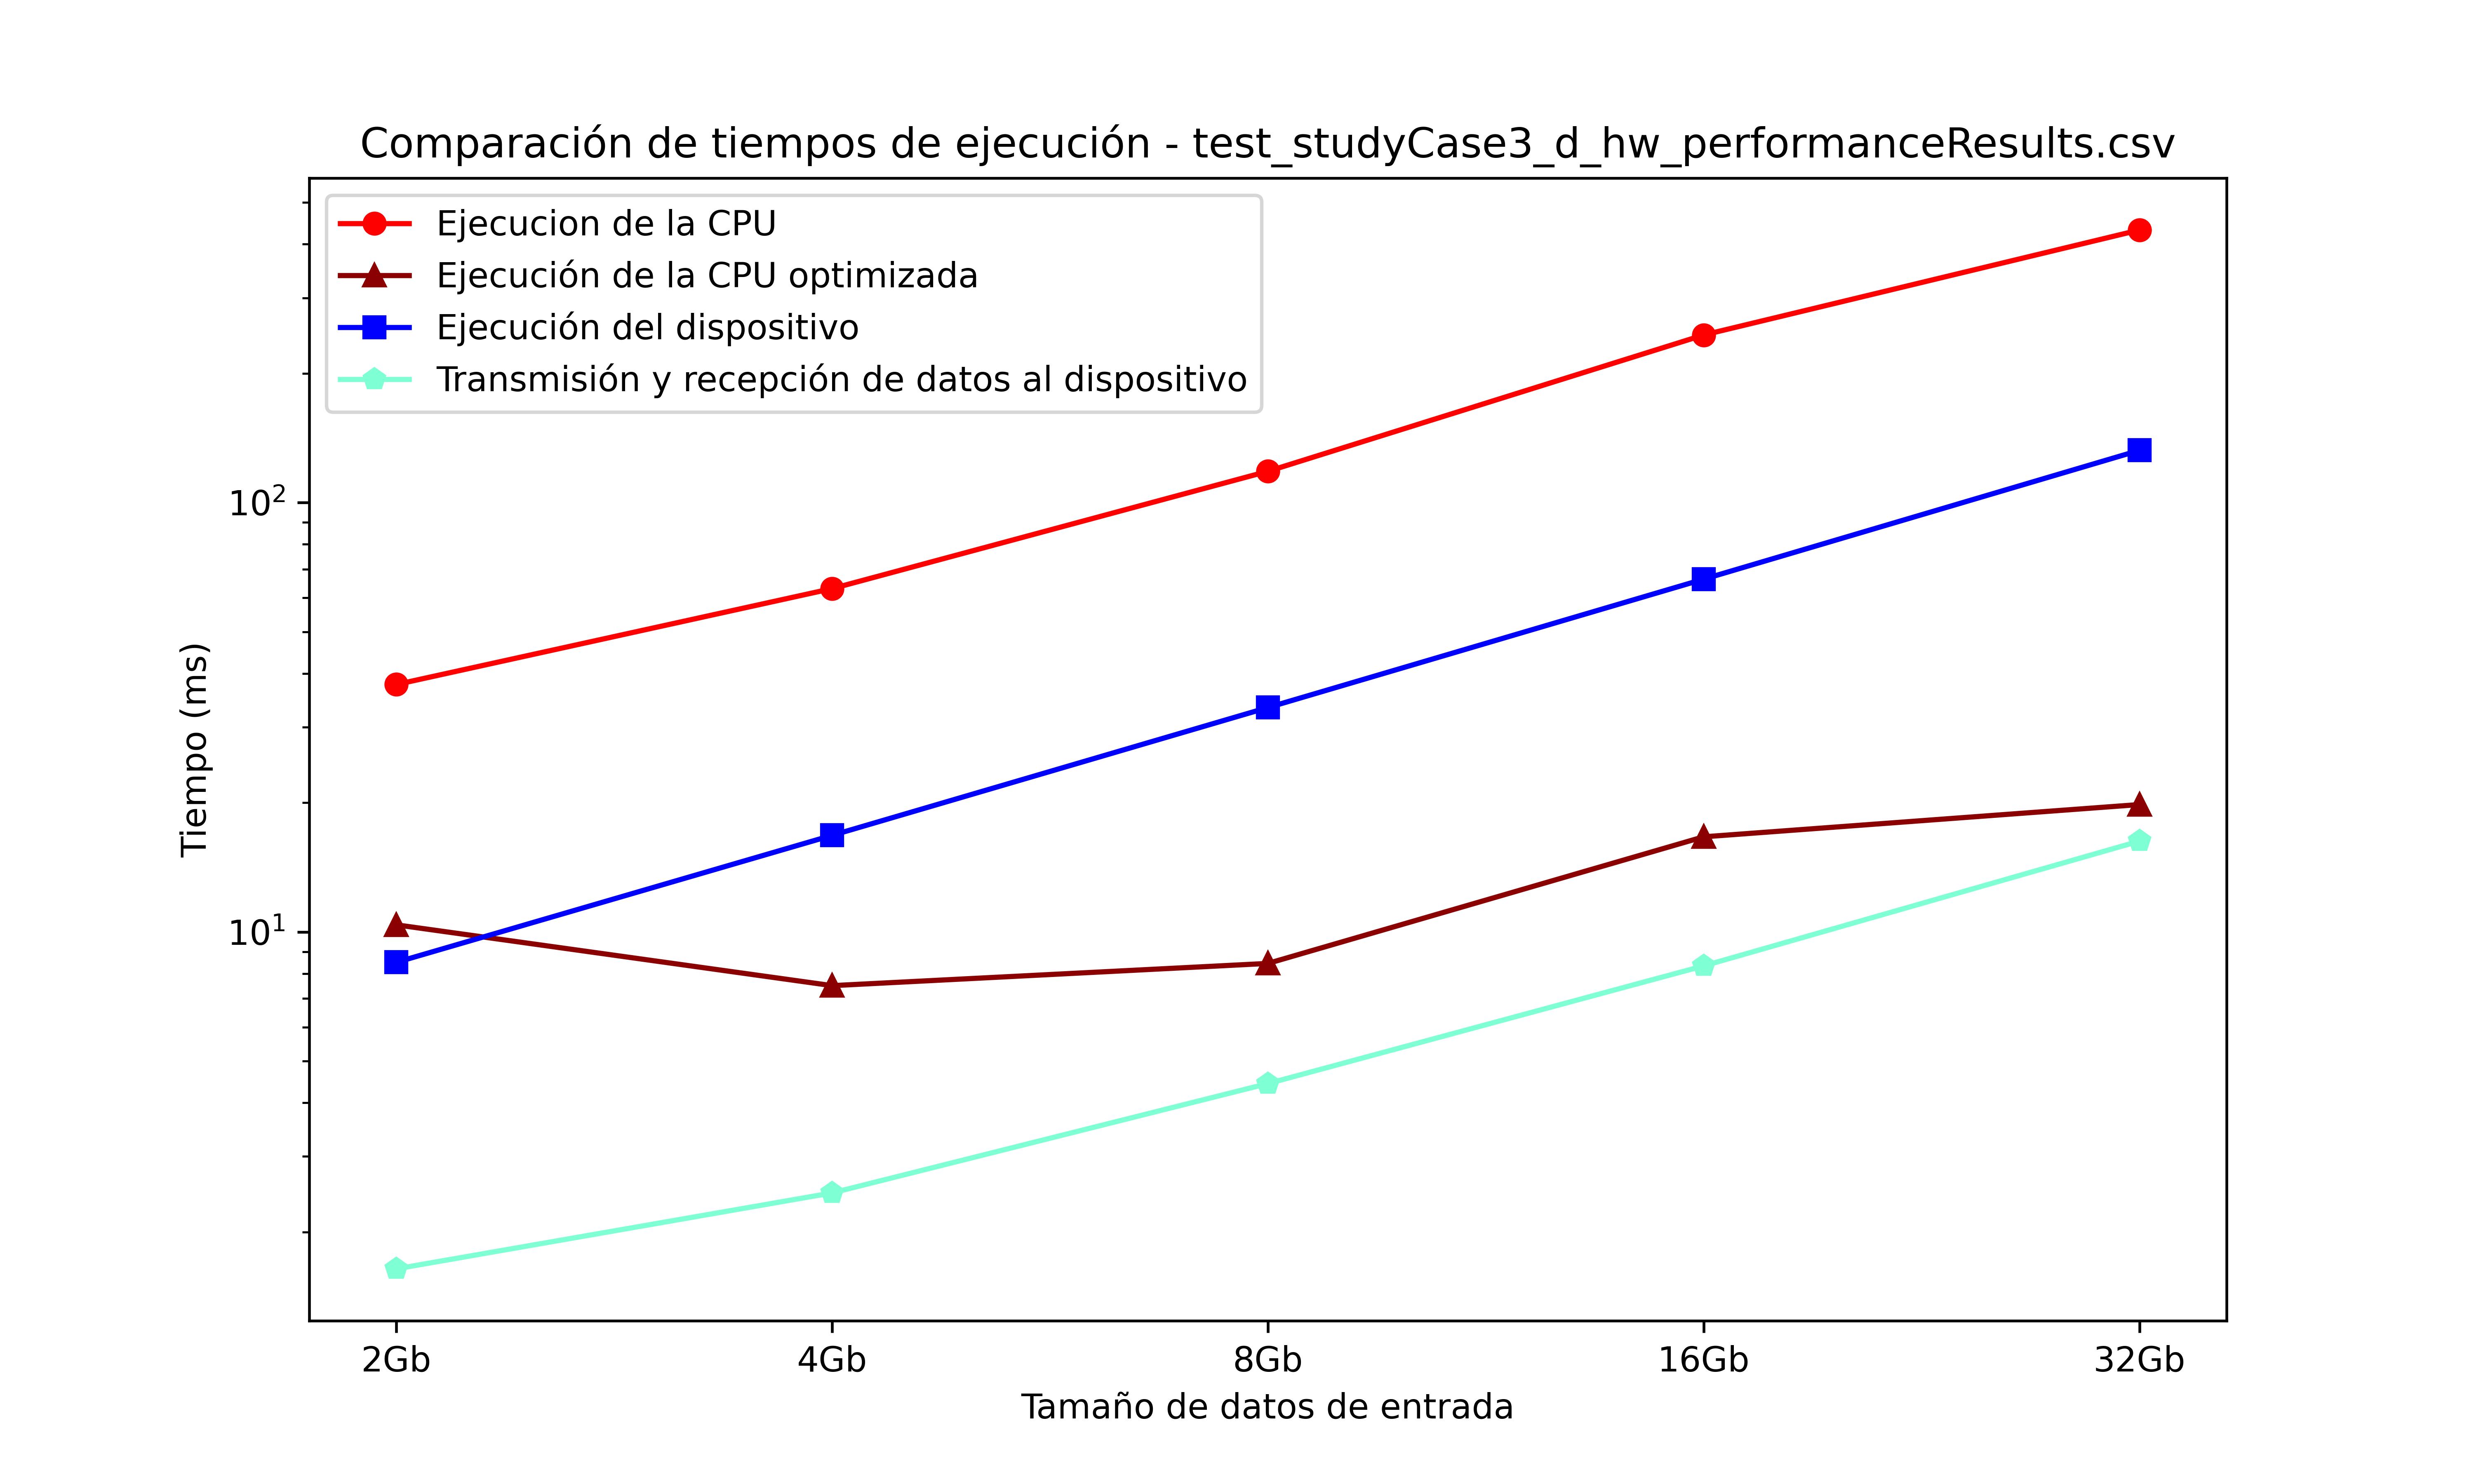 Comparación de tiempos de ejecución - test_studyCase3_d_hw_performanceResults.csv
Ejecucion de la CPU
Ejecución de la CPU optimizada
Ejecución del dispositivo
Transmisión y recepción de datos al dispositivo
10²
10¹
Tiempo (ms)
2Gb 4Gb 8Gb 16Gb 32Gb
Tamaño de datos de entrada